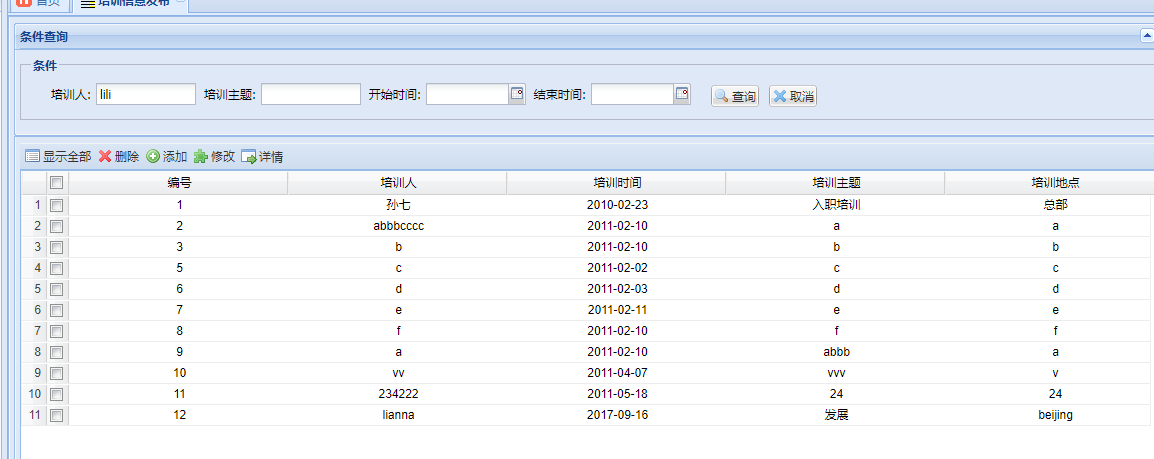 首页 培训信息发布
条件查询
条件
培训人: lili 培训主题: 开始时间: 结束时间: 查询 取消
显示全部 删除 添加 修改 详情
编号 培训人 培训时间 培训主题 培训地点
1 1 孙七 2010-02-23 入职培训 总部
2 2 abbbcccc 2011-02-10 a a
3 3 b 2011-02-10 b b
4 5 c 2011-02-02 c c
5 6 d 2011-02-03 d d
6 7 e 2011-02-11 e e
7 8 f 2011-02-10 f f
8 9 a 2011-02-10 abbb a
9 10 vv 2011-04-07 vvv v
10 11 234222 2011-05-18 24 24
11 12 lianna 2017-09-16 发展 beijing